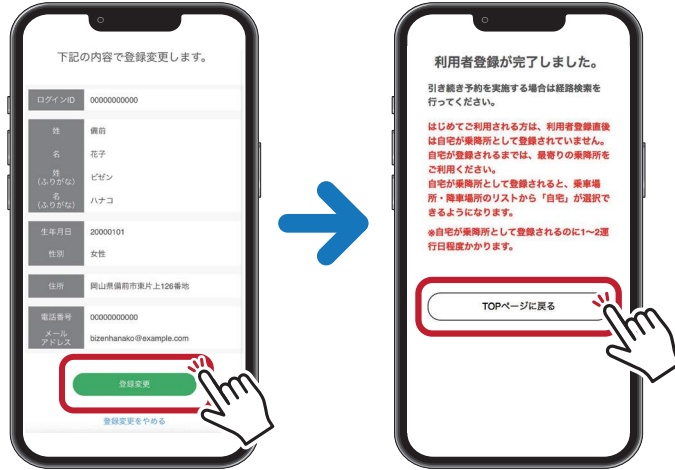 下記の内容で登録変更します。
ログインID 00000000000
姓 備前
名 花子
姓
(ふりがな) ビゼン
名
(ふりがな) ハナコ
生年月日 20000101
性別 女性
住所 岡山県備前市東片上126番地
電話番号 00000000000
メール
アドレス bizenhanako@example.com
登録変更
登録変更をやめる
利用者登録が完了しました。
引き続き予約を実施する場合は経路検索を
行ってください。
はじめてご利用される方は、利用者登録直後
は自宅が乗降所として登録されていません。
自宅が登録されるまでは、最寄りの乗降所を
ご利用ください。
自宅が乗降所として登録されると、乗車場
所・降車場所のリストから「自宅」が選択で
きるようになります。
※自宅が乗降所として登録されるのに1〜2運
行日程度かかります。
TOPページに戻る